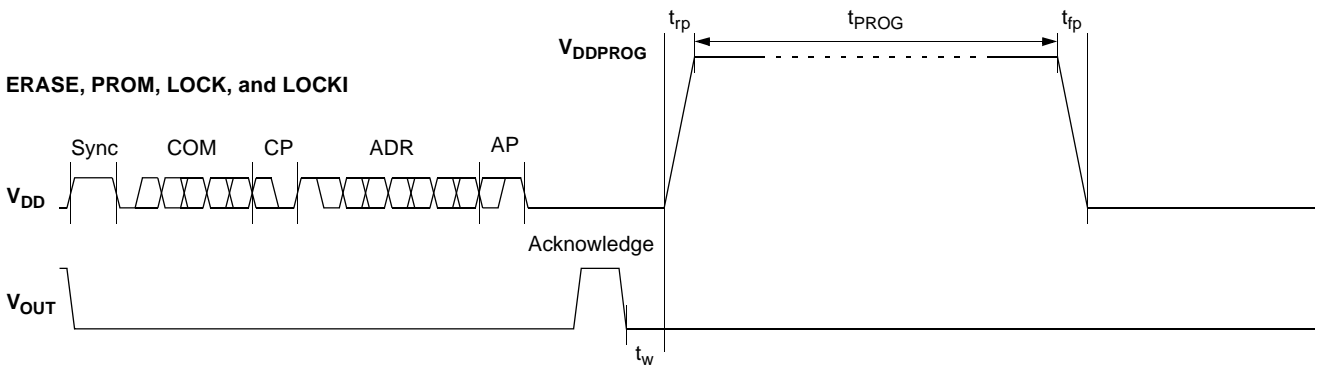 t_rp t_PROG t_fp
V_DDPROG
ERASE, PROM, LOCK, and LOCKI
Sync COM CP ADR AP
V_DD
Acknowledge
V_OUT
t_w